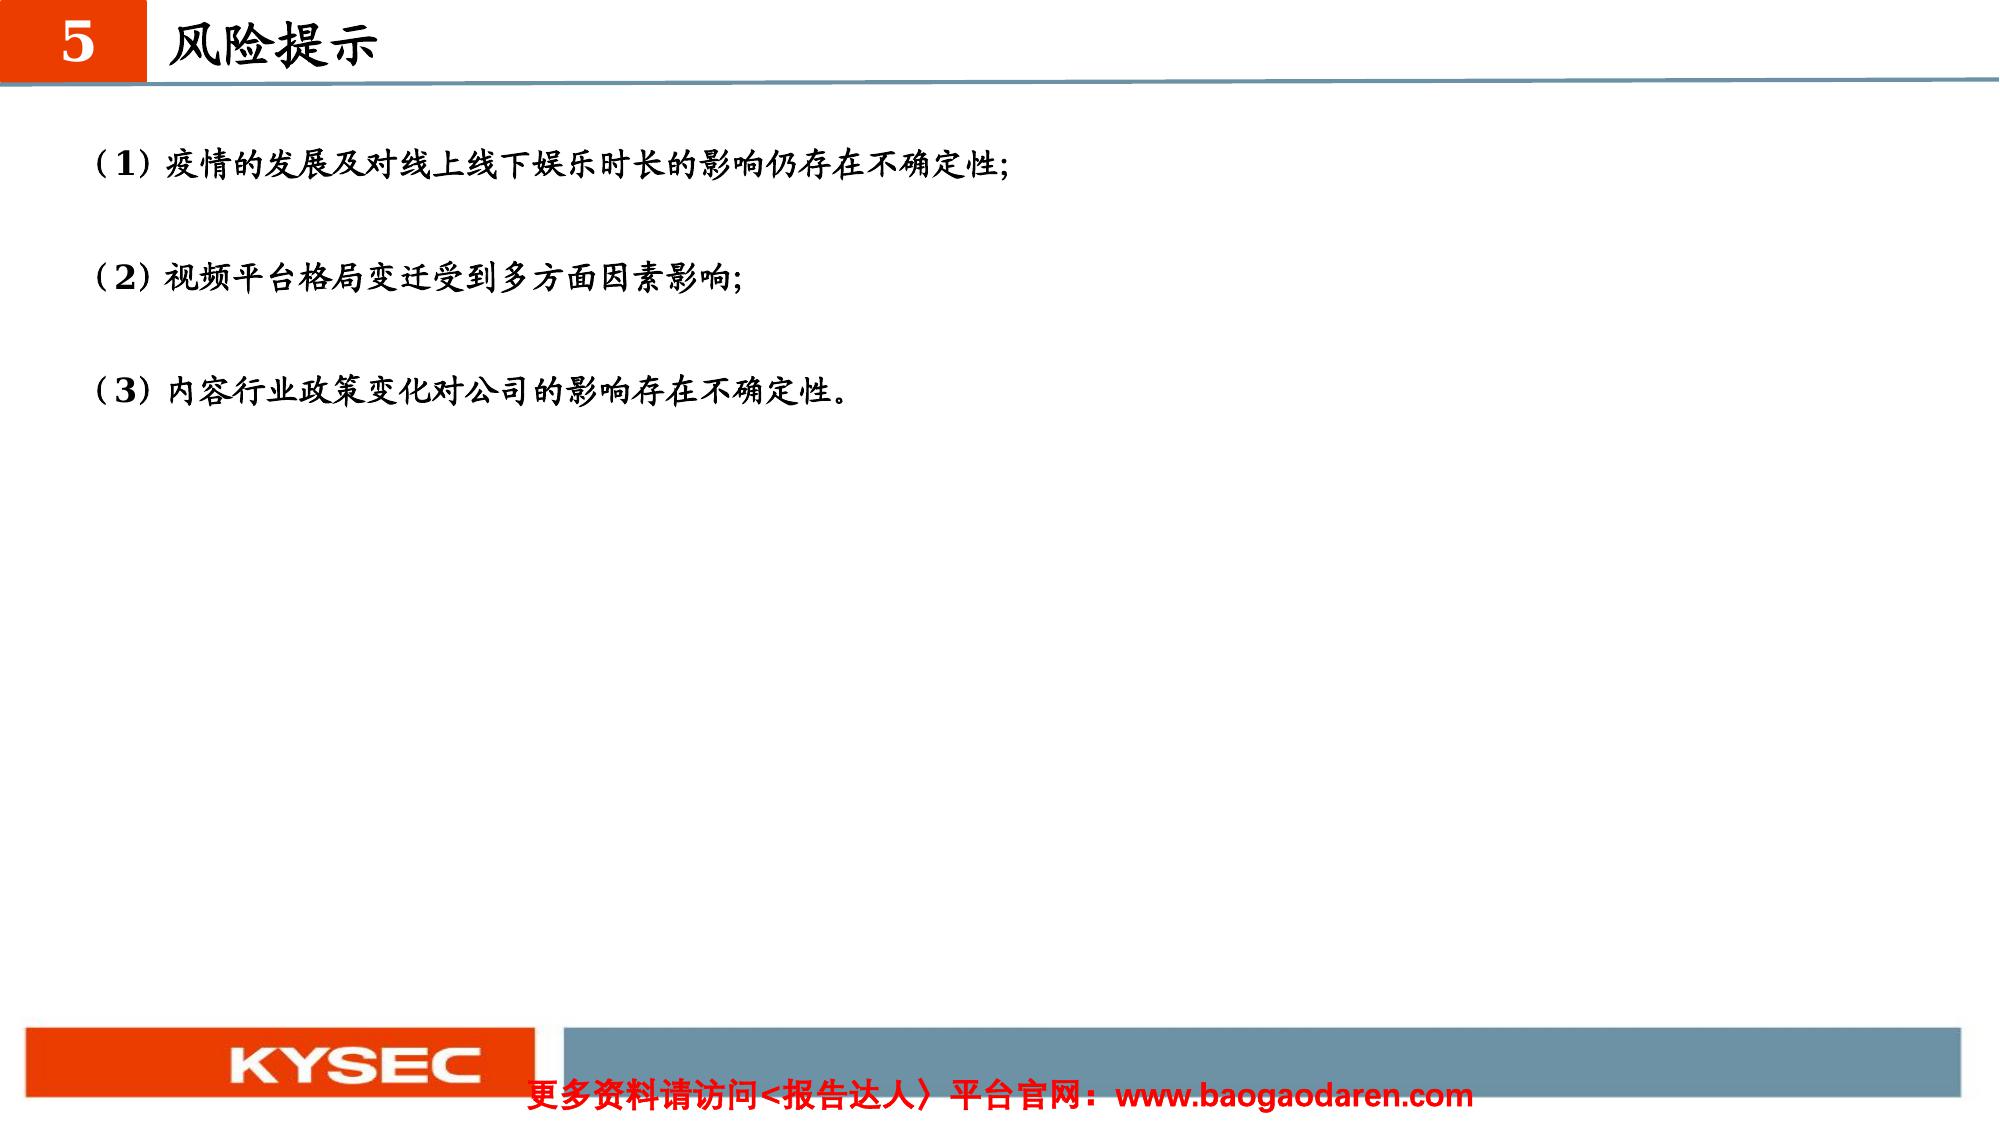 5
风险提示
（1）疫情的发展及对线上线下娱乐时长的影响仍存在不确定性；
（2）视频平台格局变迁受到多方面因素影响；
（3）内容行业政策变化对公司的影响存在不确定性。
KYSEC
更多资料请访问<报告达人〉平台官网：www.baogaodaren.com